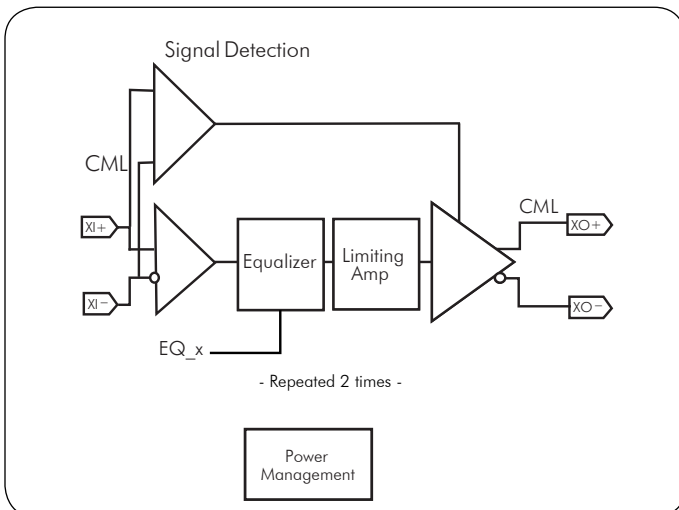 Signal Detection
CML
XI+
XI−
Equalizer
Limiting
Amp
CML
XO+
XO−
EQ_x
- Repeated 2 times -
Power
Management